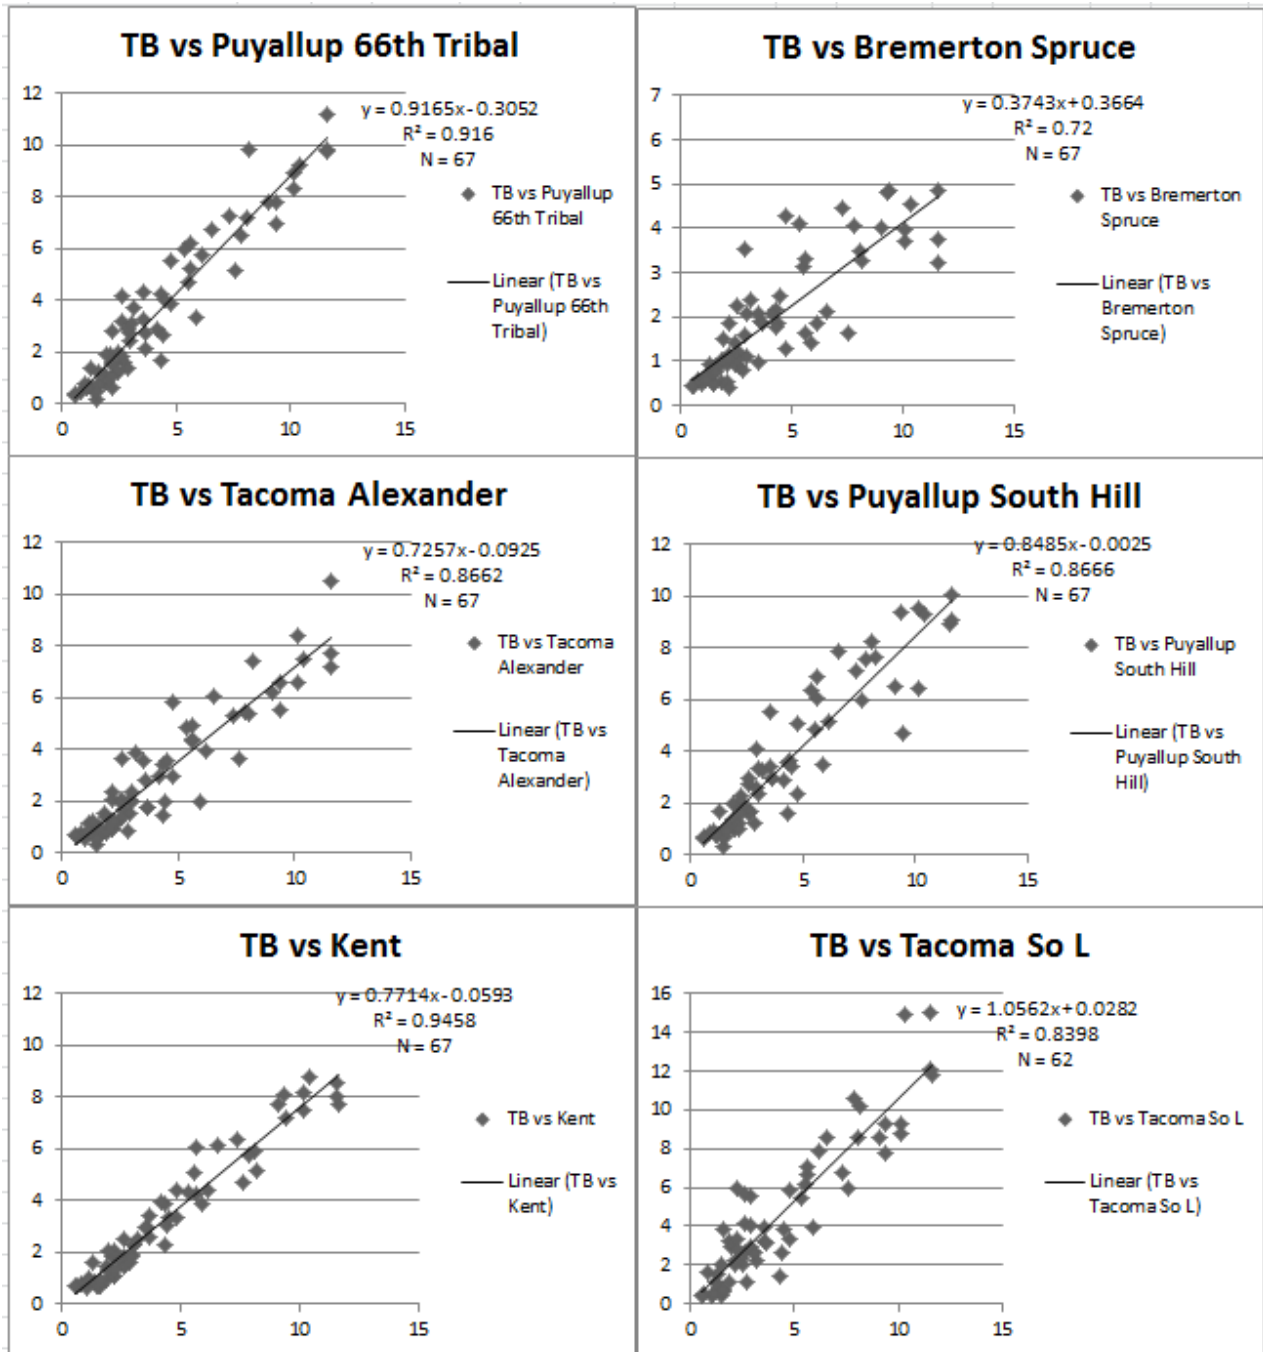 TB vs Puyallup 66th Tribal
y = 0.9165x - 0.3052
R² = 0.916
N = 67
12
10
8
6
4
2
0
0 5 10 15
TB vs Puyallup
66th Tribal
Linear (TB vs
Puyallup 66th
Tribal)
TB vs Bremerton Spruce
y = 0.3743x + 0.3664
R² = 0.72
N = 67
7
6
5
4
3
2
1
0
0 5 10 15
TB vs Bremerton
Spruce
Linear (TB vs
Bremerton
Spruce)
TB vs Tacoma Alexander
y = 0.7257x - 0.0925
R² = 0.8662
N = 67
12
10
8
6
4
2
0
0 5 10 15
TB vs Tacoma
Alexander
Linear (TB vs
Tacoma
Alexander)
TB vs Puyallup South Hill
y = 0.8485x - 0.0025
R² = 0.8666
N = 67
12
10
8
6
4
2
0
0 5 10 15
TB vs Puyallup
South Hill
Linear (TB vs
Puyallup South
Hill)
TB vs Kent
y = 0.7714x - 0.0593
R² = 0.9458
N = 67
12
10
8
6
4
2
0
0 5 10 15
TB vs Kent
Linear (TB vs
Kent)
TB vs Tacoma So L
y = 1.0562x + 0.0282
R² = 0.8398
N = 62
16
14
12
10
8
6
4
2
0
0 5 10 15
TB vs Tacoma So L
Linear (TB vs
Tacoma So L)